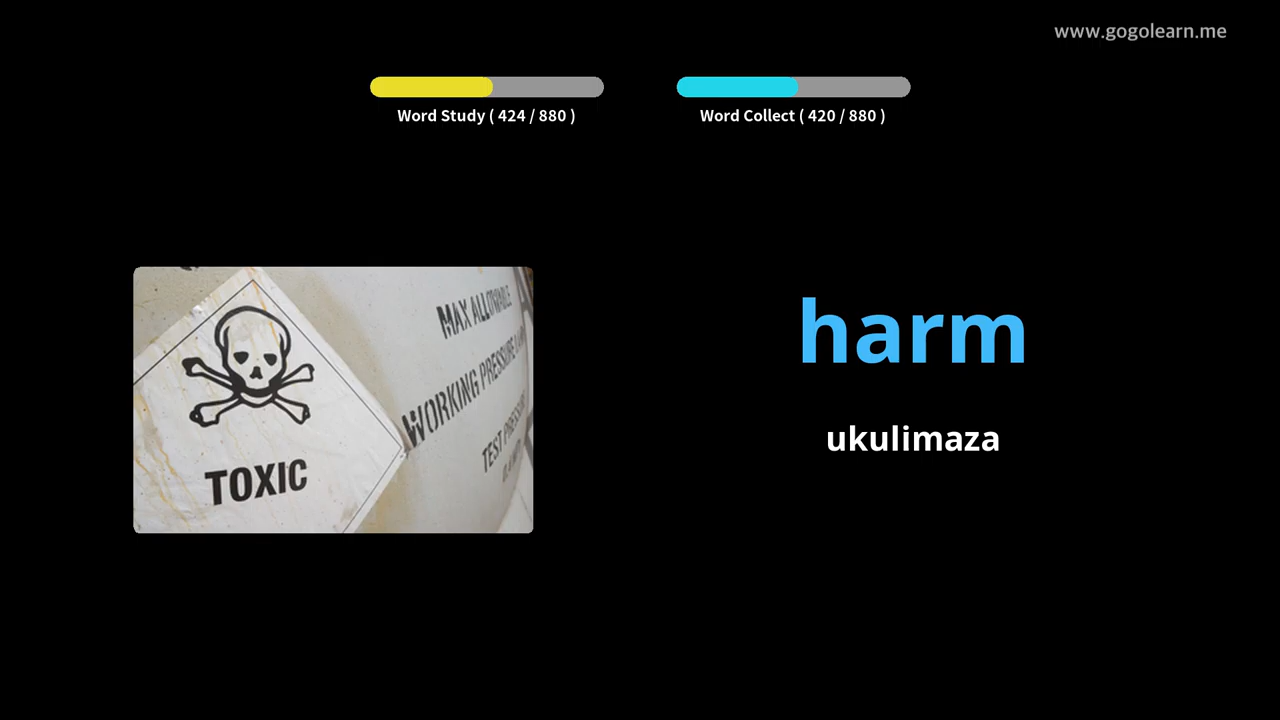 www.gogolearn.me
Word Study ( 424 / 880 )
Word Collect ( 420 / 880 )
MAX ALLOWABLE
WORKING PRESSURE
TEST PRESSURE
TOXIC
harm
ukulimaza